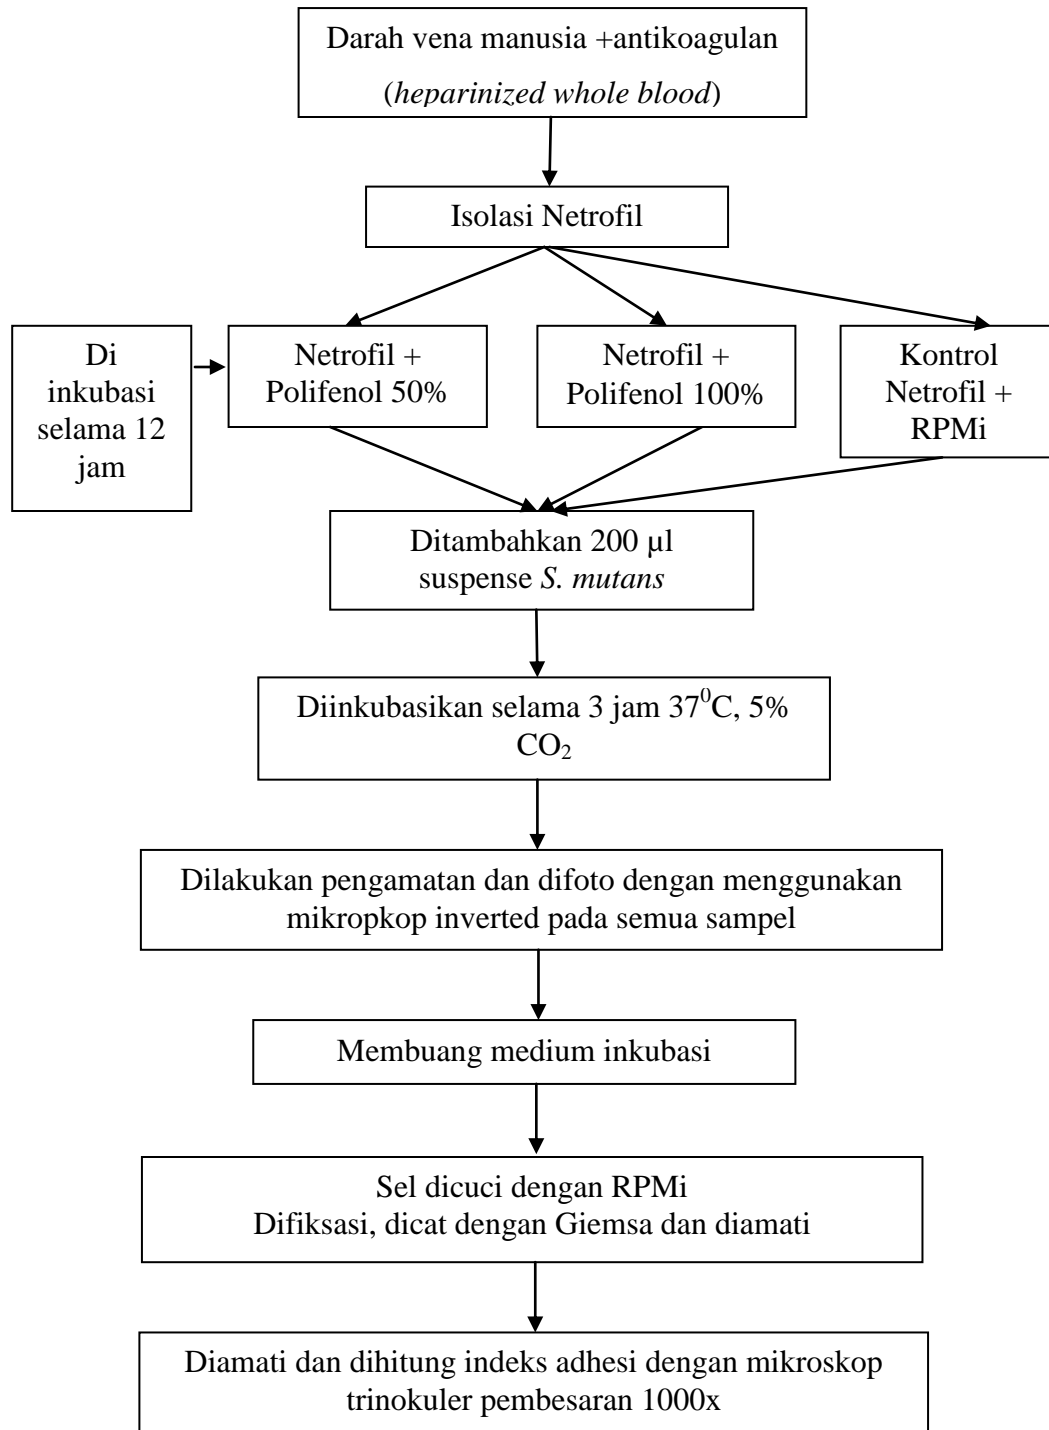 Darah vena manusia +antikoagulan
(heparinized whole blood)
Isolasi Netrofil
Di
inkubasi
selama 12
jam
Netrofil +
Polifenol 50%
Netrofil +
Polifenol 100%
Kontrol
Netrofil +
RPMi
Ditambahkan 200 µl
suspense S. mutans
Diinkubasikan selama 3 jam 37⁰C, 5%
CO₂
Dilakukan pengamatan dan difoto dengan menggunakan
mikropkop inverted pada semua sampel
Membuang medium inkubasi
Sel dicuci dengan RPMi
Difiksasi, dicat dengan Giemsa dan diamati
Diamati dan dihitung indeks adhesi dengan mikroskop
trinokuler pembesaran 1000x